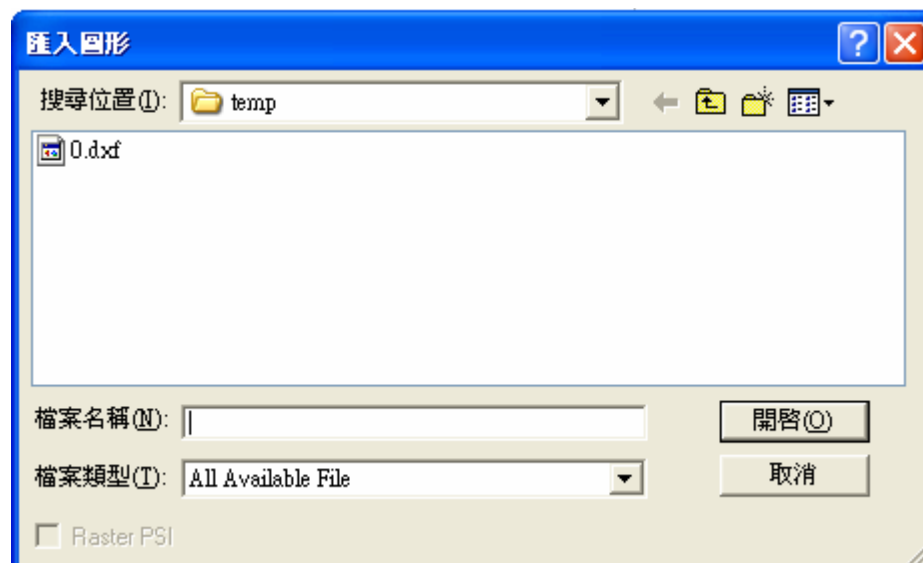 匯入圖形
搜尋位置(I): temp
0.dxf
檔案名稱(N): 開啓(O)
檔案類型(T): All Available File 取消
Raster PSI